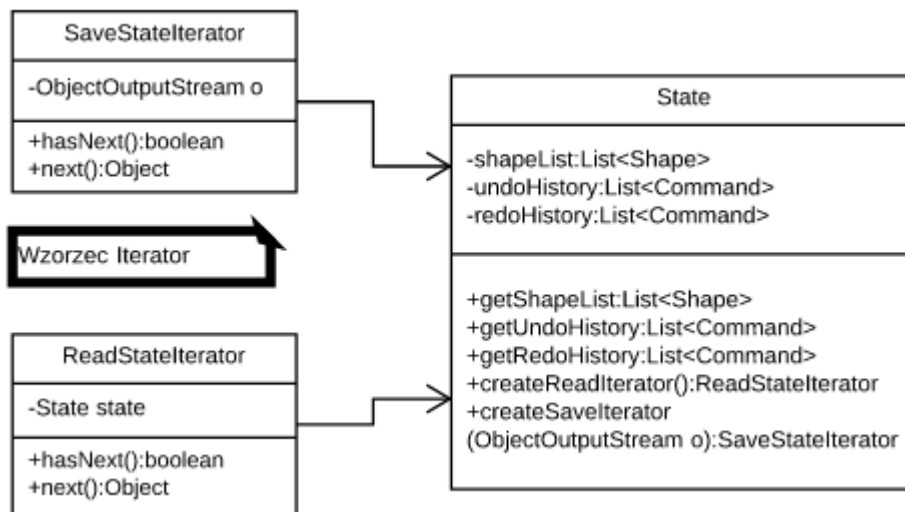 SaveStateIterator
-ObjectOutputStream o
+hasNext():boolean
+next():Object
Wzorzec Iterator
ReadStateIterator
-State state
+hasNext():boolean
+next():Object
State
-shapeList:List<Shape>
-undoHistory:List<Command>
-redoHistory:List<Command>
+getShapeList:List<Shape>
+getUndoHistory:List<Command>
+getRedoHistory:List<Command>
+createReadIterator():ReadStateIterator
+createSaveIterator
(ObjectOutputStream o):SaveStateIterator